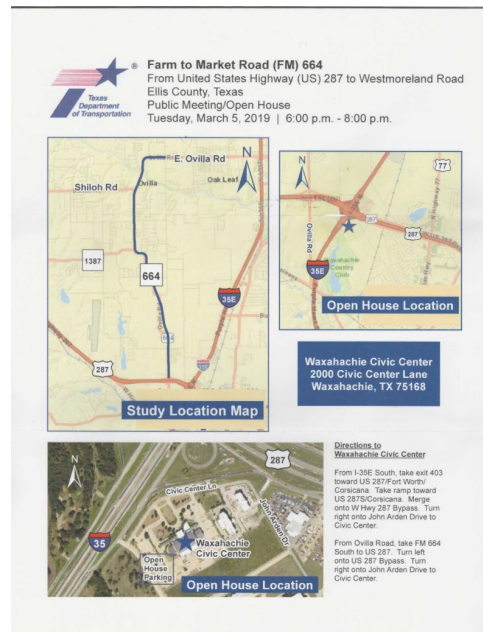 Farm to Market Road (FM) 664
From United States Highway (US) 287 to Westmoreland Road
Ellis County, Texas
Public Meeting/Open House
Tuesday, March 5, 2019 | 6:00 p.m. - 8:00 p.m.
®
Texas
Department
of Transportation
E. Ovilla Rd
N
Shiloh Rd
Ovilla
Oak Leaf
1387
664
35E
287
Study Location Map
N
77
287
287
Ovilla Rd
35E
Waxahachie
Country
Club
Open House Location
Waxahachie Civic Center
2000 Civic Center Lane
Waxahachie, TX 75168
N
287
Civic Center Ln
John Arden Dr
35
Waxahachie
Civic Center
Open
House
Parking
Open House Location
Directions to
Waxahachie Civic Center
From I-35E South, take exit 403
toward US 287/Fort Worth/
Corsicana. Take ramp toward
US 287S/Corsicana. Merge
onto W Hwy 287 Bypass. Turn
right onto John Arden Drive to
Civic Center.
From Ovilla Road, take FM 664
South to US 287. Turn left
onto US 287 Bypass. Turn
right onto John Arden Drive to
Civic Center.